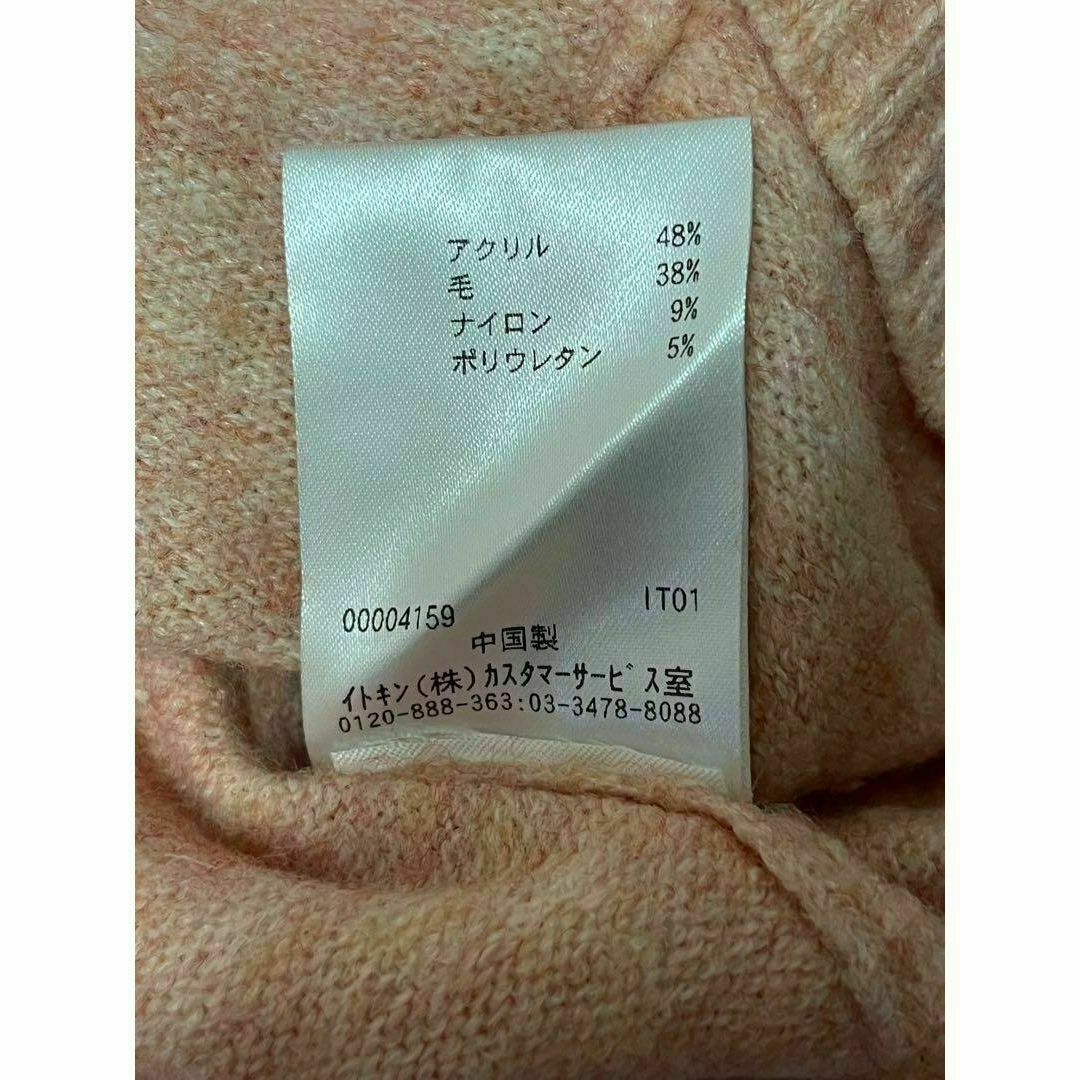 アクリル 48%
毛 38%
ナイロン 9%
ポリウレタン 5%
00004159 IT01
中国製
イトキン(株)カスタマーサービス室
0120-888-363:03-3478-8088